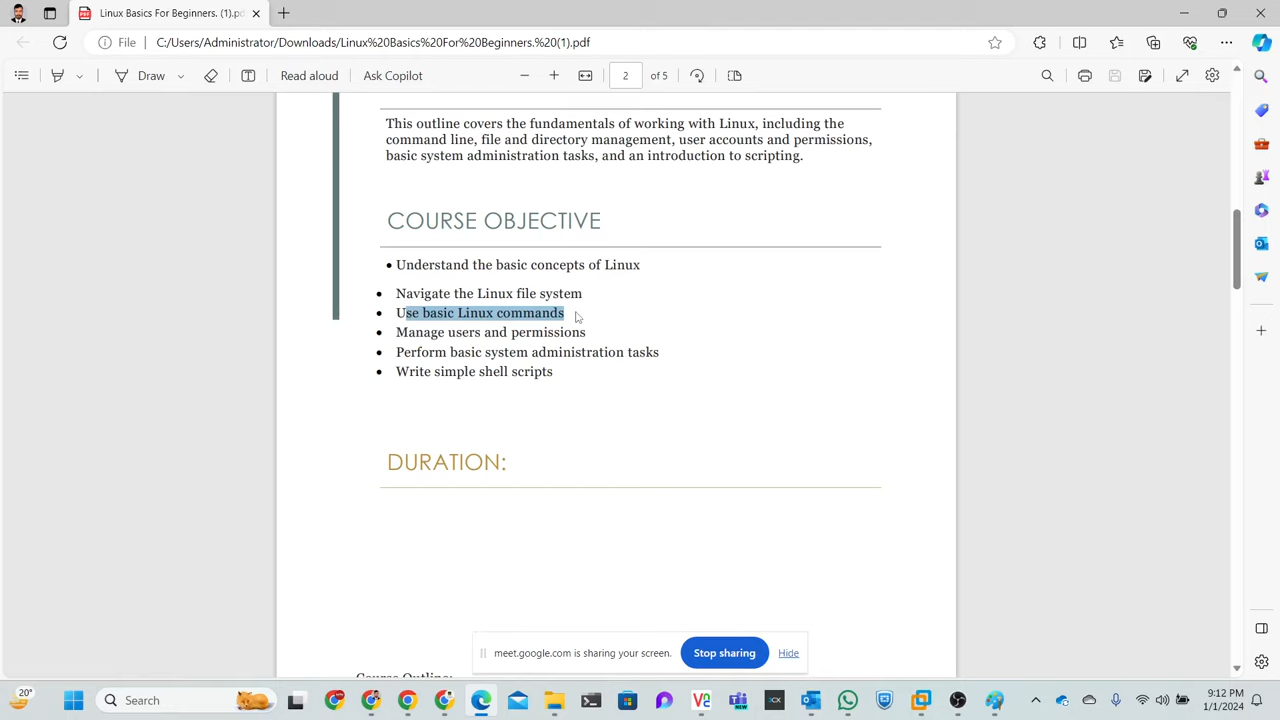 Linux Basics For Beginners. (1).pd
File
C:/Users/Administrator/Downloads/Linux%20Basics%20For%20Beginners.%20(1).pdf
Draw
Read aloud
Ask Copilot
2
of 5
This outline covers the fundamentals of working with Linux, including the
command line, file and directory management, user accounts and permissions,
basic system administration tasks, and an introduction to scripting.
COURSE OBJECTIVE
• Understand the basic concepts of Linux
• Navigate the Linux file system
• Use basic Linux commands
• Manage users and permissions
• Perform basic system administration tasks
• Write simple shell scripts
DURATION:
meet.google.com is sharing your screen.
Stop sharing
Hide
Course Outline:
20°
Search
9:12 PM
1/1/2024